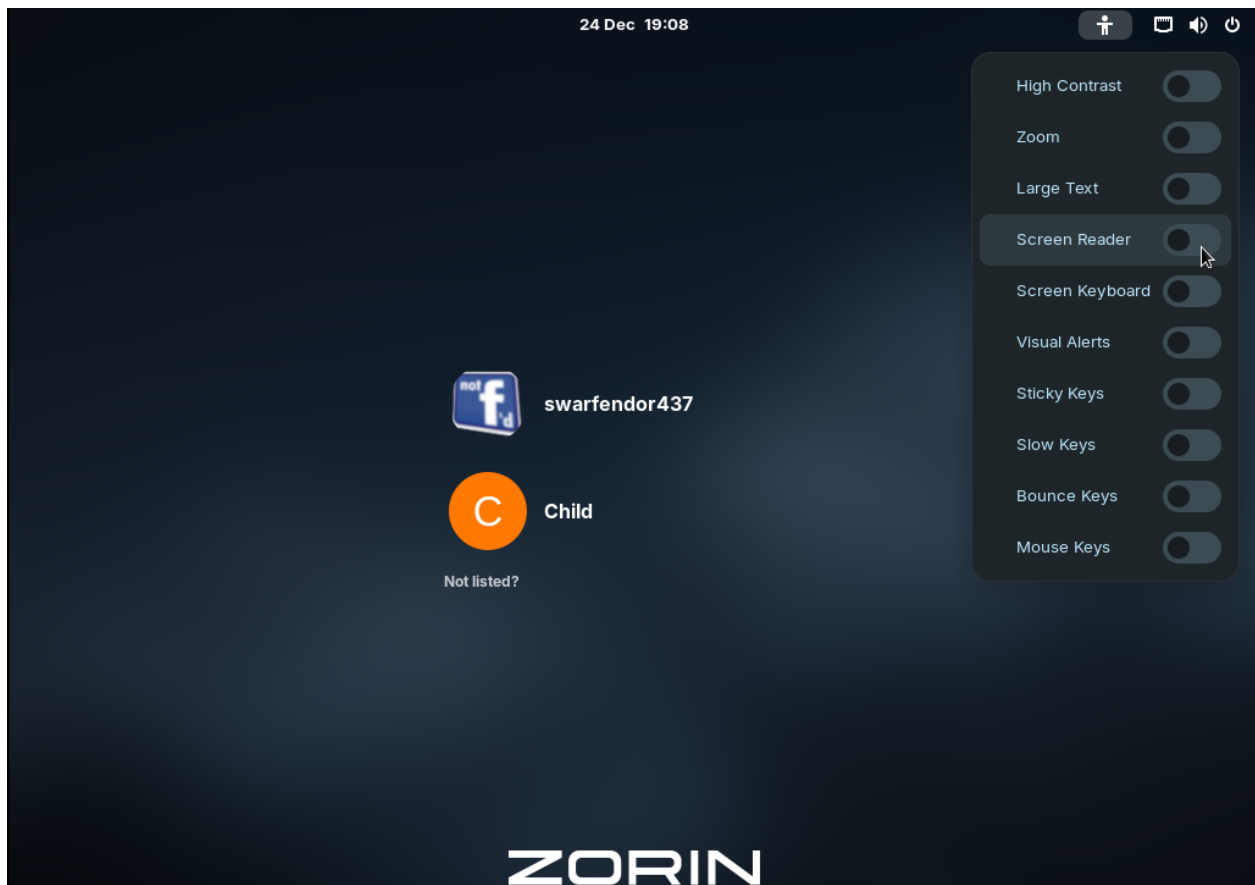 24 Dec 19:08
High Contrast
Zoom
Large Text
Screen Reader
Screen Keyboard
Visual Alerts
Sticky Keys
Slow Keys
Bounce Keys
Mouse Keys
not f 'd
swarfendor437
C
Child
Not listed?
ZORIN